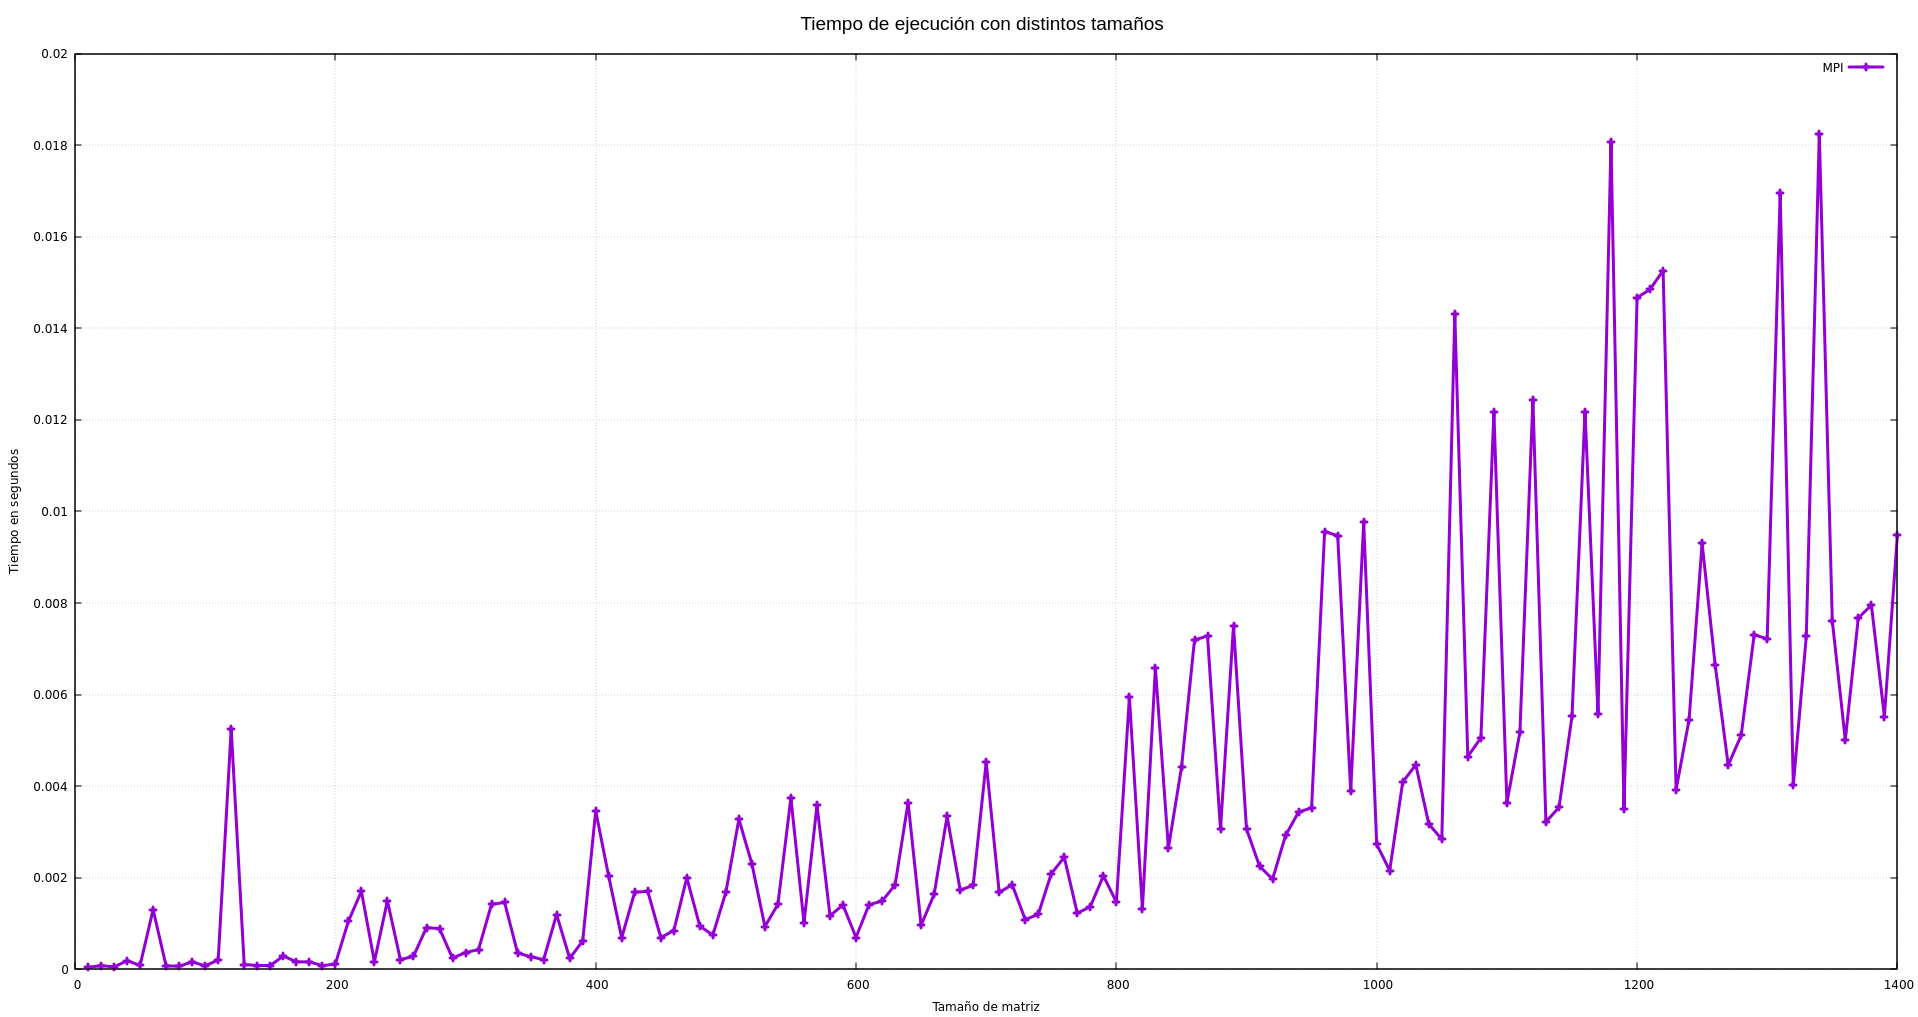 Tiempo de ejecución con distintos tamaños
MPI
0.02
0.018
0.016
0.014
0.012
0.01
0.008
0.006
0.004
0.002
0
Tiempo en segundos
0 200 400 600 800 1000 1200 1400
Tamaño de matriz